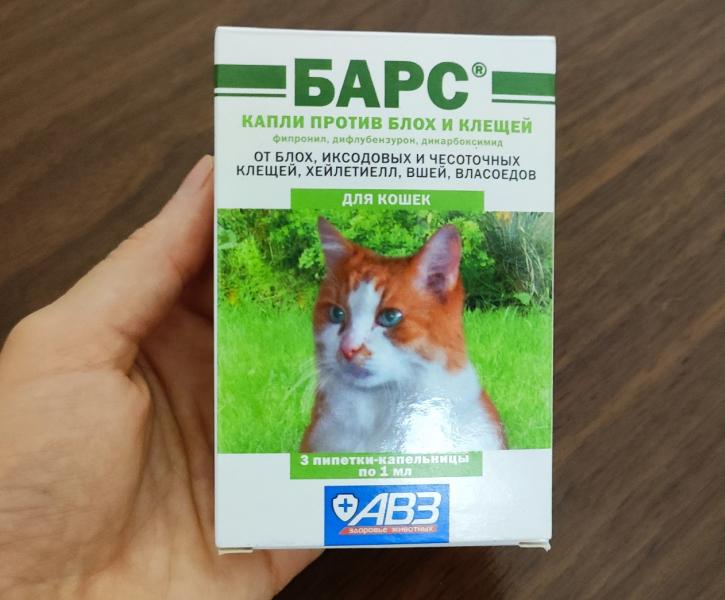 БАРС®
КАПЛИ ПРОТИВ БЛОХ И КЛЕЩЕЙ
фипронил, дифлубензурон, дикарбоксимид
ОТ БЛОХ, ИКСОДОВЫХ И ЧЕСОТОЧНЫХ
КЛЕЩЕЙ, ХЕЙЛЕТИЕЛЛ, ВШЕЙ, ВЛАСОЕДОВ
ДЛЯ КОШЕК
3 пипетки-капельницы
по 1 мл
АВЗ
здоровье животных